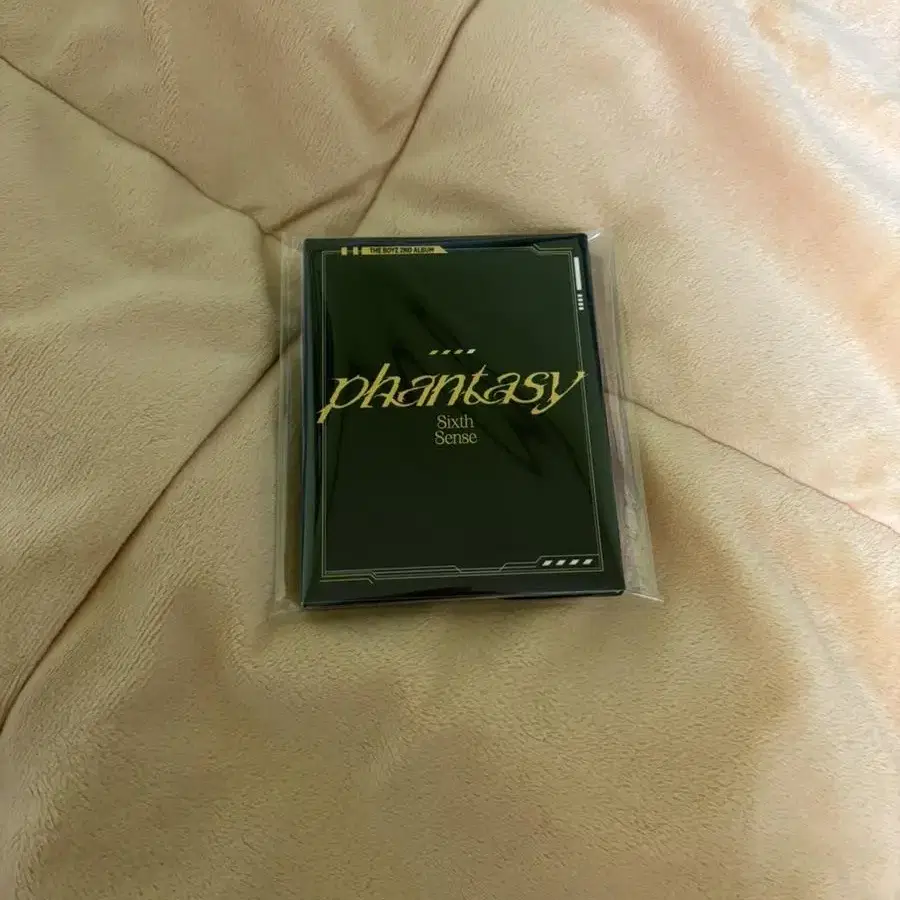 THE BOYZ 2ND ALBUM
phantasy
Sixth
Sense